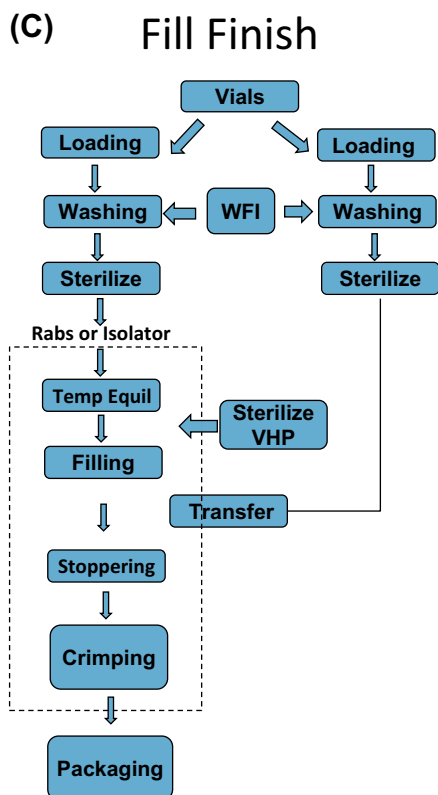 (C) Fill Finish
Vials
Loading
Loading
Washing
WFI
Washing
Sterilize
Sterilize
Rabs or Isolator
Temp Equil
Sterilize
VHP
Filling
Transfer
Stoppering
Crimping
Packaging